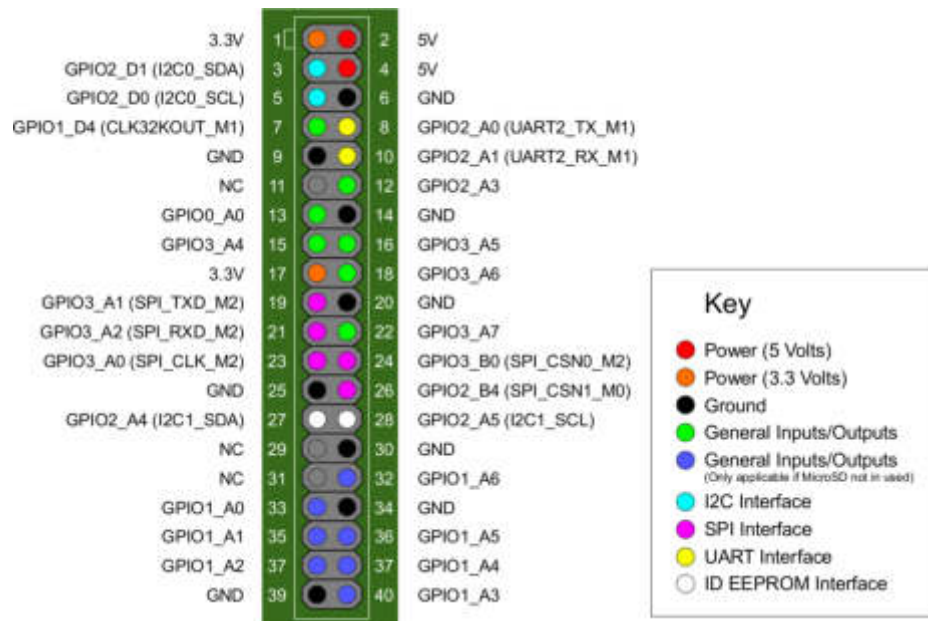 3.3V 1 2 5V
GPIO2_D1 (I2C0_SDA) 3 4 5V
GPIO2_D0 (I2C0_SCL) 5 6 GND
GPIO1_D4 (CLK32KOUT_M1) 7 8 GPIO2_A0 (UART2_TX_M1)
GND 9 10 GPIO2_A1 (UART2_RX_M1)
NC 11 12 GPIO2_A3
GPIO0_A0 13 14 GND
GPIO3_A4 15 16 GPIO3_A5
3.3V 17 18 GPIO3_A6
GPIO3_A1 (SPI_TXD_M2) 19 20 GND
GPIO3_A2 (SPI_RXD_M2) 21 22 GPIO3_A7
GPIO3_A0 (SPI_CLK_M2) 23 24 GPIO3_B0 (SPI_CSN0_M2)
GND 25 26 GPIO2_B4 (SPI_CSN1_M0)
GPIO2_A4 (I2C1_SDA) 27 28 GPIO2_A5 (I2C1_SCL)
NC 29 30 GND
NC 31 32 GPIO1_A6
GPIO1_A0 33 34 GND
GPIO1_A1 35 36 GPIO1_A5
GPIO1_A2 37 37 GPIO1_A4
GND 39 40 GPIO1_A3
Key
Power (5 Volts)
Power (3.3 Volts)
Ground
General Inputs/Outputs
General Inputs/Outputs
(Only applicable if MicroSD not in used)
I2C Interface
SPI Interface
UART Interface
ID EEPROM Interface